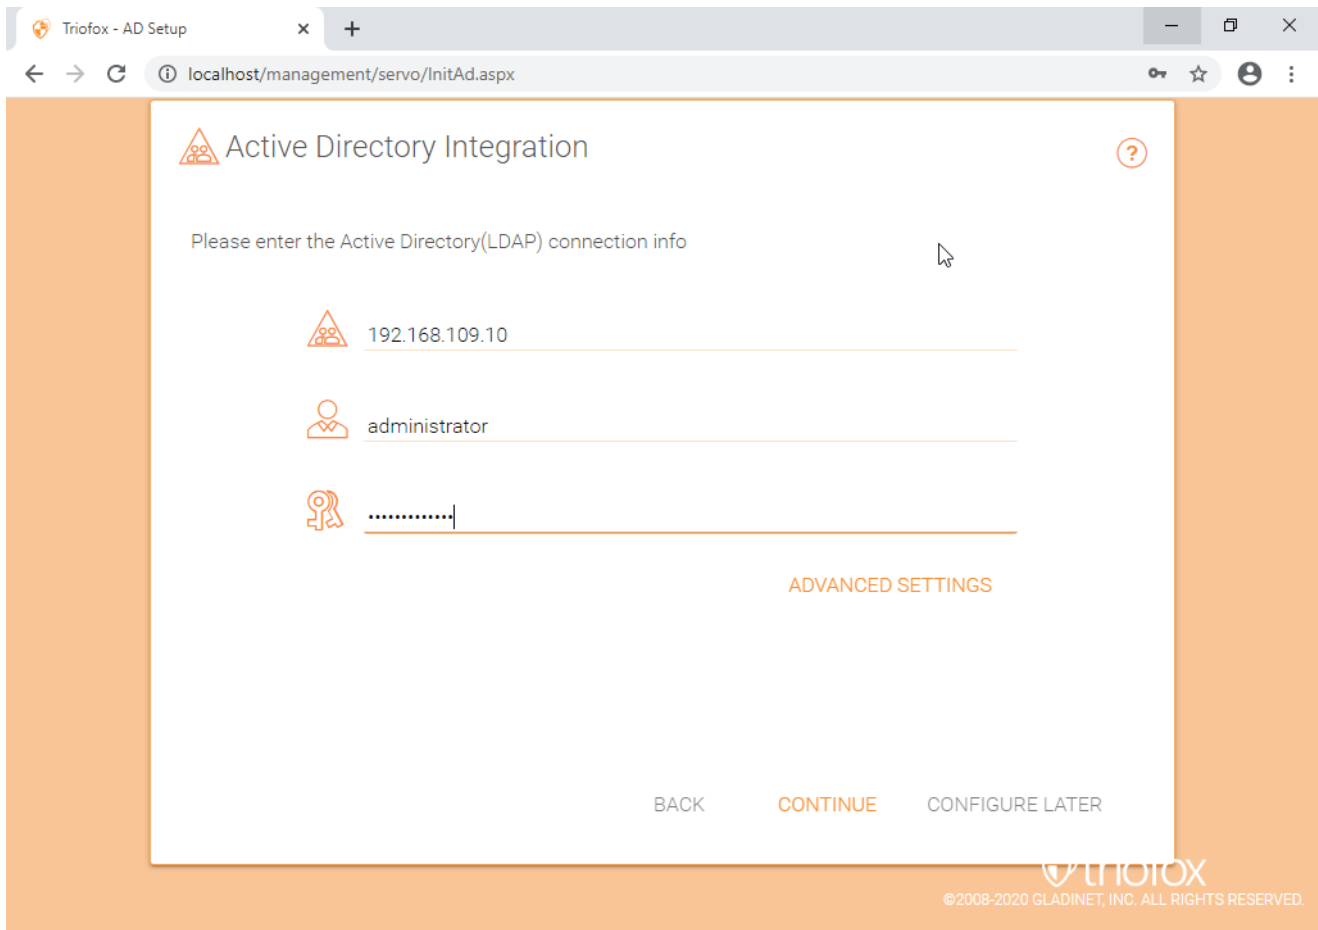 Triofox - AD Setup
localhost/management/servo/InitAd.aspx
Active Directory Integration
?
Please enter the Active Directory(LDAP) connection info
192.168.109.10
administrator
•••••••••••••
ADVANCED SETTINGS
BACK CONTINUE CONFIGURE LATER
triofox
©2008-2020 GLADINET, INC. ALL RIGHTS RESERVED.